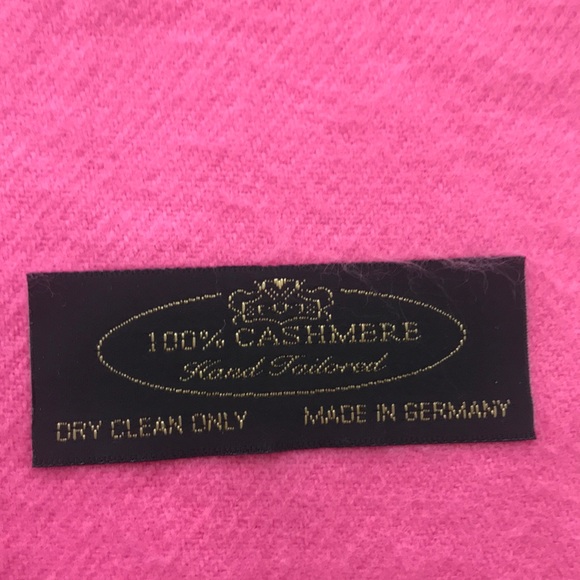 100% CASHMERE
Hand Tailored
DRY CLEAN ONLY MADE IN GERMANY